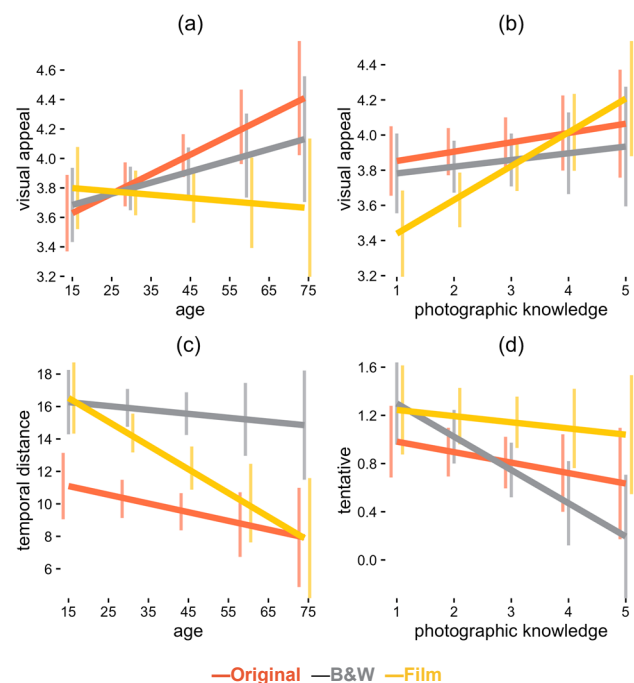 (a) (b)
4.6
4.4
4.2
4.0
3.8
3.6
3.4
3.2
visual appeal
15 25 35 45 55 65 75
age
4.4
4.2
4.0
3.8
3.6
3.4
3.2
visual appeal
1 2 3 4 5
photographic knowledge
(c) (d)
18
16
14
12
10
8
6
temporal distance
15 25 35 45 55 65 75
age
1.6
1.2
0.8
0.4
0.0
tentative
1 2 3 4 5
photographic knowledge
Original B&W Film